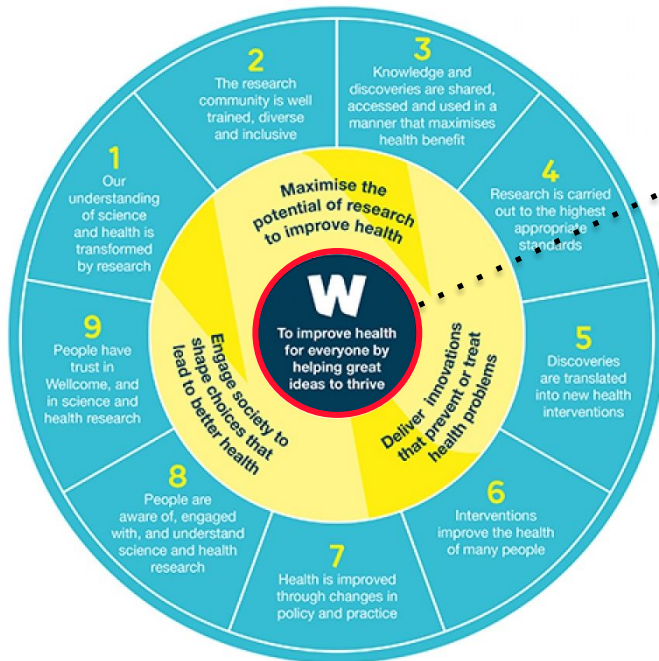 1
Our
understanding
of science
and health is
transformed
by research
2
The research
community is well
trained, diverse
and inclusive
3
Knowledge and
discoveries are shared,
accessed and used in a
manner that maximises
health benefit
4
Research is carried
out to the highest
appropriate
standards
5
Discoveries
are translated
into new health
interventions
6
Interventions
improve the health
of many people
7
Health is improved
through changes in
policy and practice
8
People are
aware of, engaged
with, and understand
science and health
research
9
People have
trust in
Wellcome, and
in science and
health research
Maximise the
potential of research
to improve health
Deliver innovations
that prevent or treat
health problems
Engage society to
shape choices that
lead to better health
W
To improve health
for everyone by
helping great
ideas to thrive